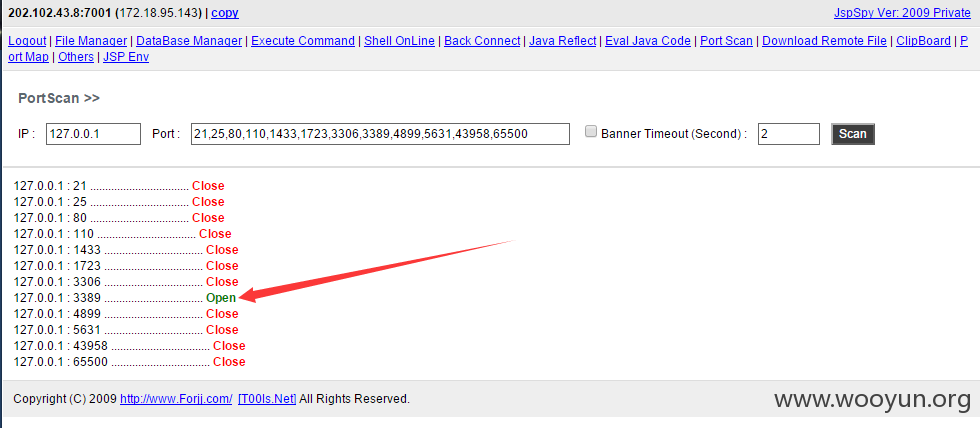 202.102.43.8:7001 (172.18.95.143) | copy JspSpy Ver: 2009 Private
Logout | File Manager | DataBase Manager | Execute Command | Shell OnLine | Back Connect | Java Reflect | Eval Java Code | Port Scan | Download Remote File | ClipBoard | P
ort Map | Others | JSP Env
PortScan >>
IP : 127.0.0.1 Port : 21,25,80,110,1433,1723,3306,3389,4899,5631,43958,65500 Banner Timeout (Second) : 2 Scan
127.0.0.1 : 21 ................................. Close
127.0.0.1 : 25 ................................. Close
127.0.0.1 : 80 ................................. Close
127.0.0.1 : 110 ................................. Close
127.0.0.1 : 1433 ................................. Close
127.0.0.1 : 1723 ................................. Close
127.0.0.1 : 3306 ................................. Close
127.0.0.1 : 3389 ................................. Open
127.0.0.1 : 4899 ................................. Close
127.0.0.1 : 5631 ................................. Close
127.0.0.1 : 43958 ................................. Close
127.0.0.1 : 65500 ................................. Close
Copyright (C) 2009 http://www.Forjj.com/ [T00ls.Net] All Rights Reserved.
www.wooyun.org